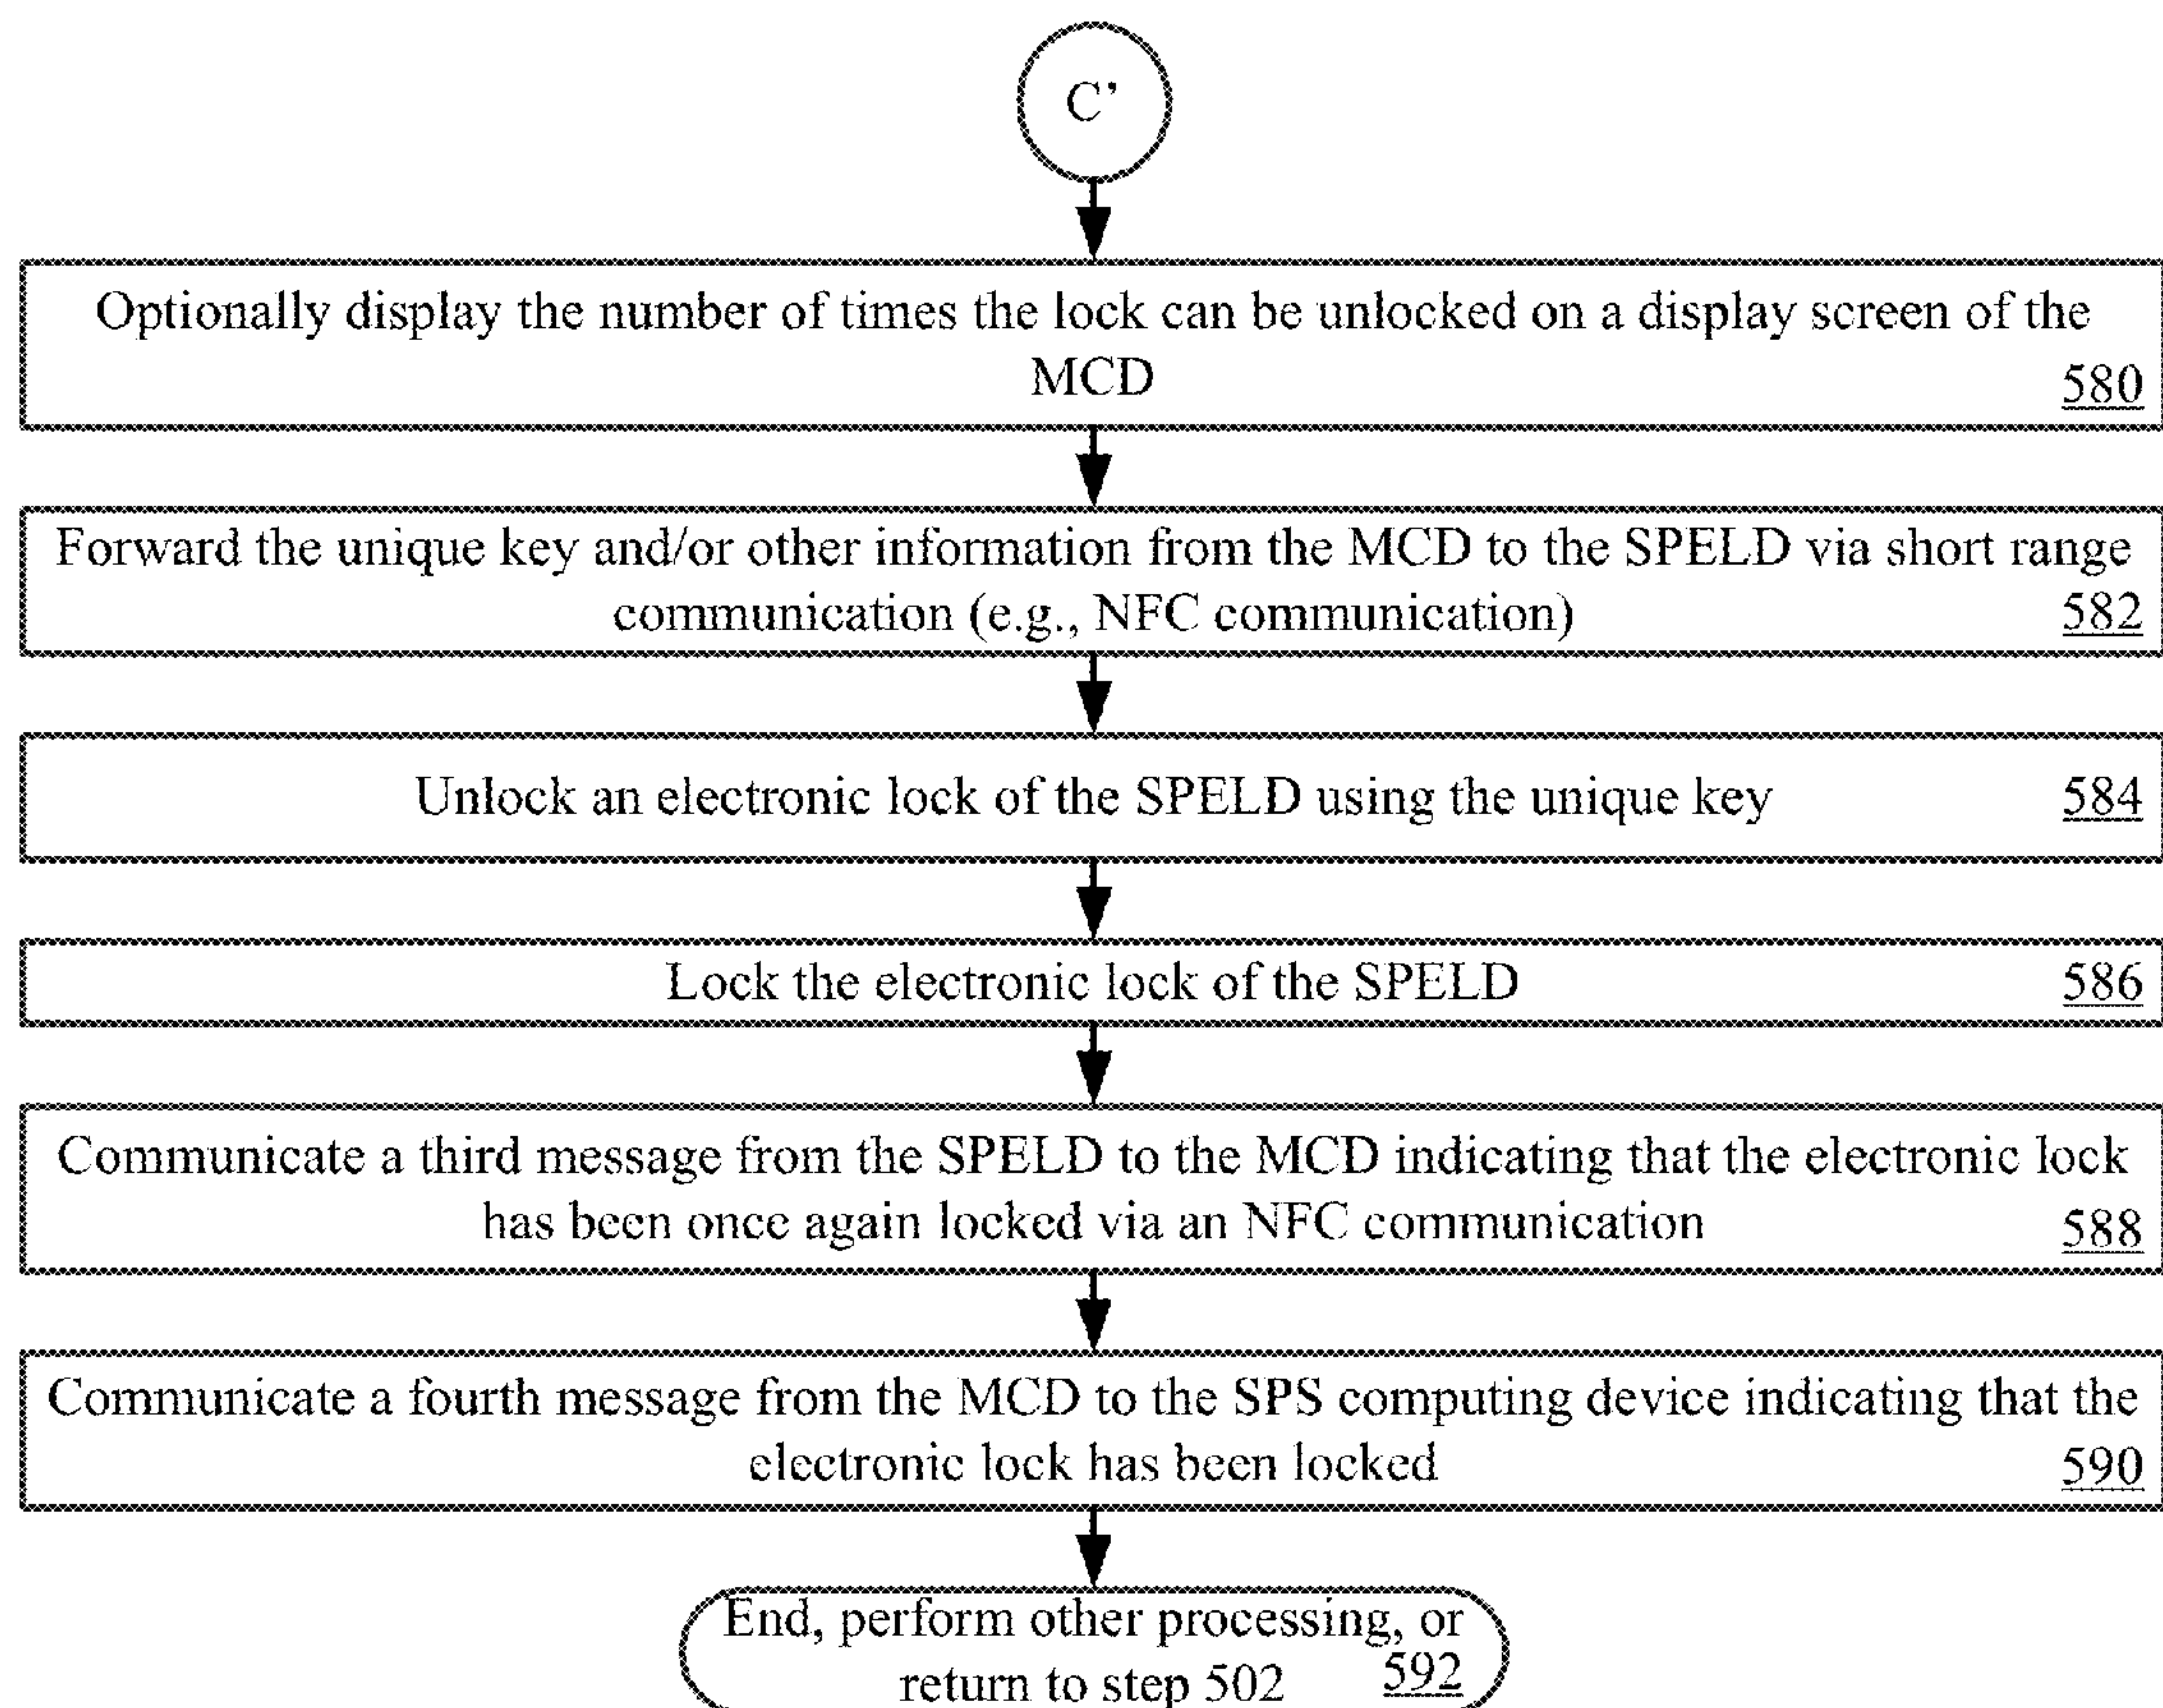 C’
Optionally display the number of times the lock can be unlocked on a display screen of the
MCD
580
Forward the unique key and/or other information from the MCD to the SPELD via short range
communication (e.g., NFC communication)
582
Unlock an electronic lock of the SPELD using the unique key
584
Lock the electronic lock of the SPELD
586
Communicate a third message from the SPELD to the MCD indicating that the electronic lock
has been once again locked via an NFC communication
588
Communicate a fourth message from the MCD to the SPS computing device indicating that the
electronic lock has been locked
590
End, perform other processing, or
return to step 502
592